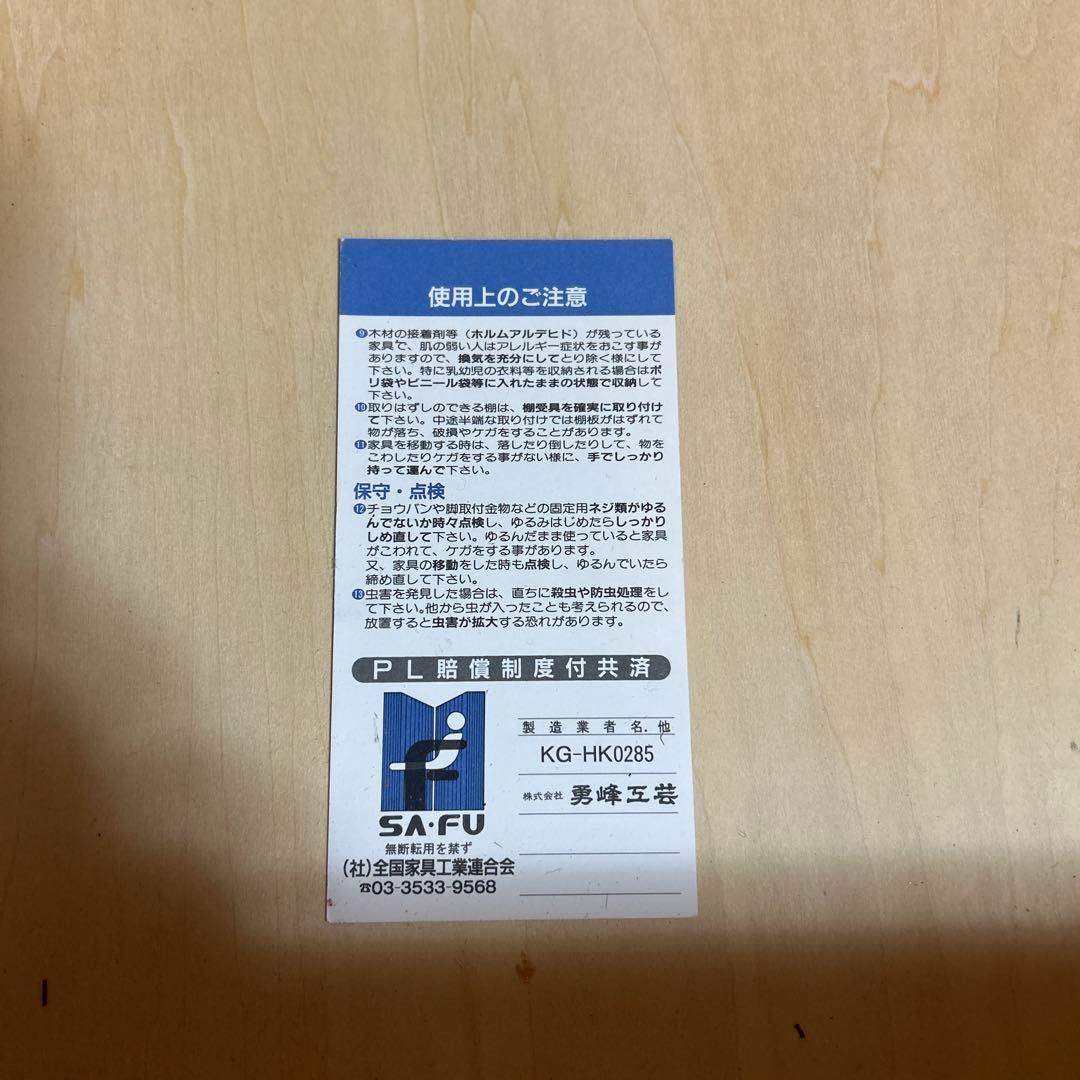 使用上のご注意
❾木材の接着剤等（ホルムアルデヒド）が残っている
家具で、肌の弱い人はアレルギー症状をおこす事が
ありますので、換気を充分にしてとり除く様にして
下さい。特に乳幼児の衣料等を収納される場合はポ
リ袋やビニール袋等に入れたままの状態で収納して
下さい。
❿取りはずしのできる棚は、棚受具を確実に取り付け
て下さい。中途半端な取り付けでは棚板がはずれて
物が落ち、破損やケガをすることがあります。
⓫家具を移動する時は、落したり倒したりして、物を
こわしたりケガをする事がない様に、手でしっかり
持って運んで下さい。
保守・点検
⓬チョウバンや脚取付金物などの固定用ネジ類がゆる
んでないか時々点検し、ゆるみはじめたらしっかり
しめ直して下さい。ゆるんだまま使っていると家具
がこわれて、ケガをする事があります。
又、家具の移動をした時も点検し、ゆるんでいたら
締め直して下さい。
⓭虫害を発見した場合は、直ちに殺虫や防虫処理をし
て下さい。他から虫が入ったことも考えられるので、
放置すると虫害が拡大する恐れがあります。
PL賠償制度付共済
SA・FU
無断転用を禁ず
(社)全国家具工業連合会
☎03-3533-9568
製造業者名.他
KG-HK0285
株式会社 勇峰工芸